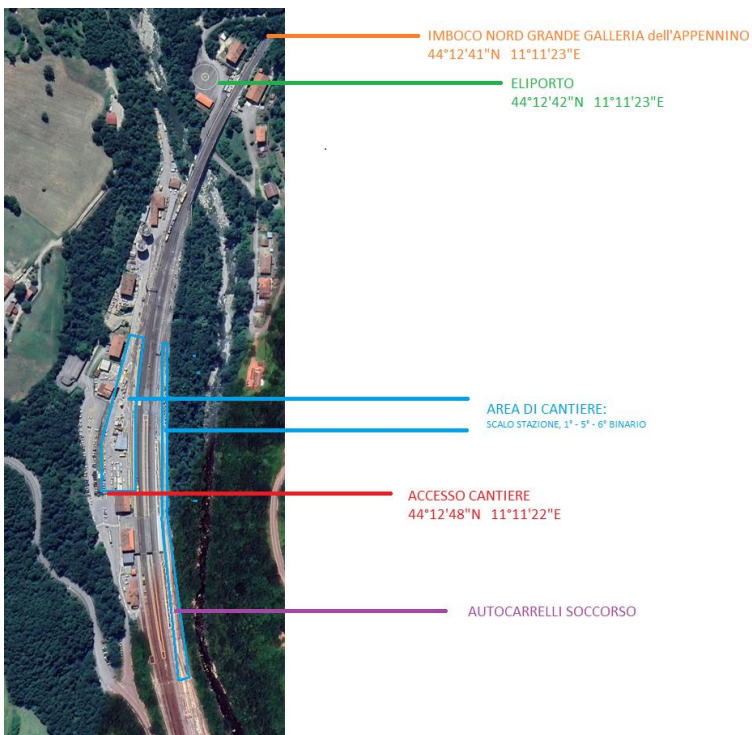 IMBOCO NORD GRANDE GALLERIA dell'APPENNINO
44°12'41"N 11°11'23"E
ELIPORTO
44°12'42"N 11°11'23"E
AREA DI CANTIERE:
SCALO STAZIONE, 1° - 5° - 6° BINARIO
ACCESSO CANTIERE
44°12'48"N 11°11'22"E
AUTOCARRELLI SOCCORSO